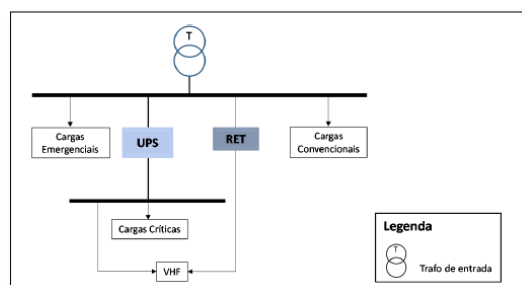 T
Cargas
Emergenciais
UPS
RET
Cargas
Convencionais
Cargas Críticas
VHF
Legenda
T
Trafo de entrada